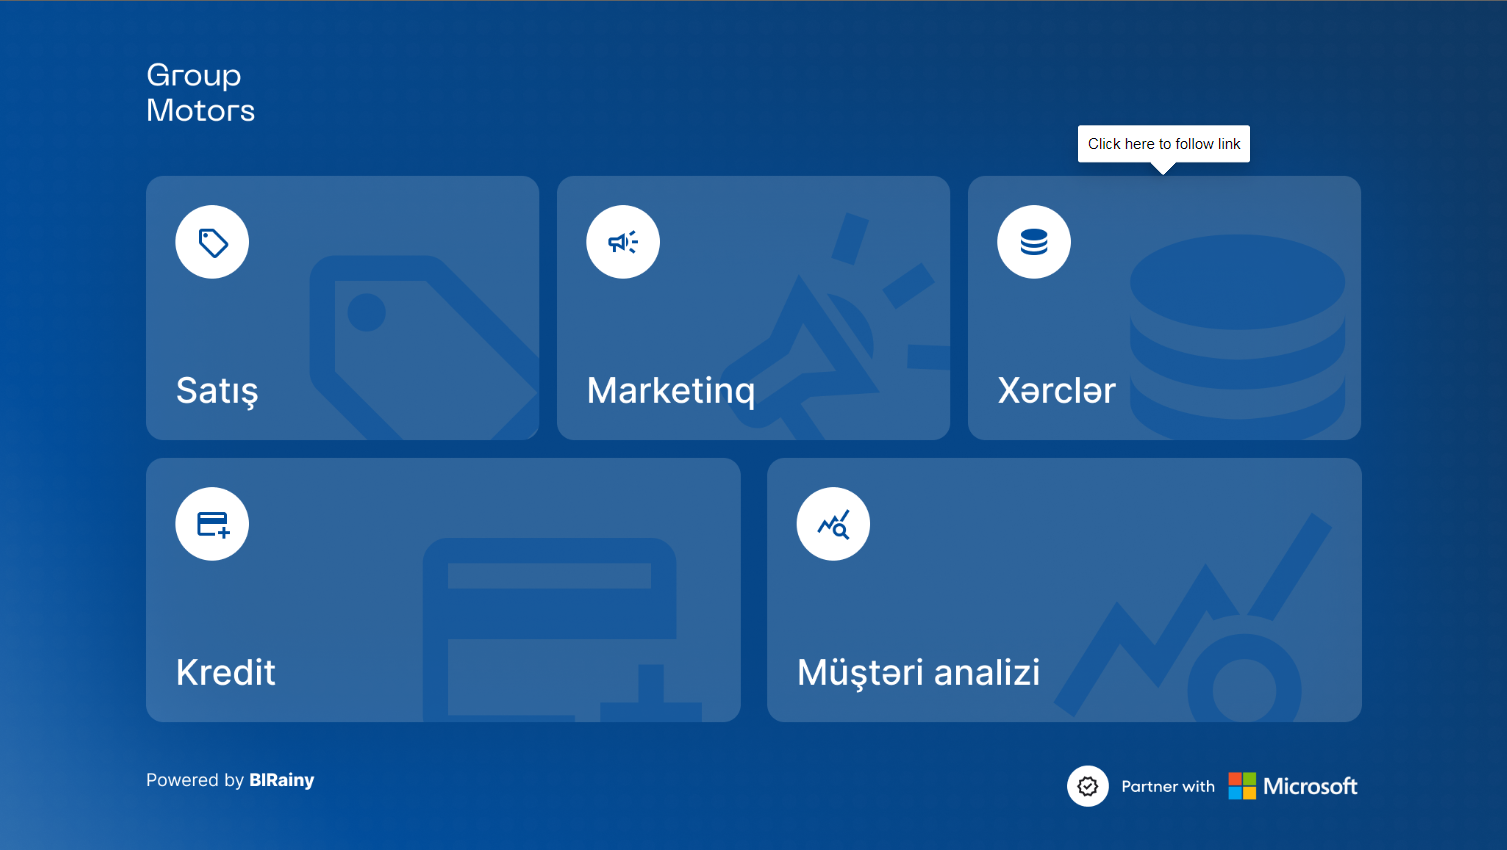 Group
Motors
Click here to follow link
Satış
Marketinq
Xərclər
Kredit
Müştəri analizi
Powered by BIRainy
Partner with Microsoft